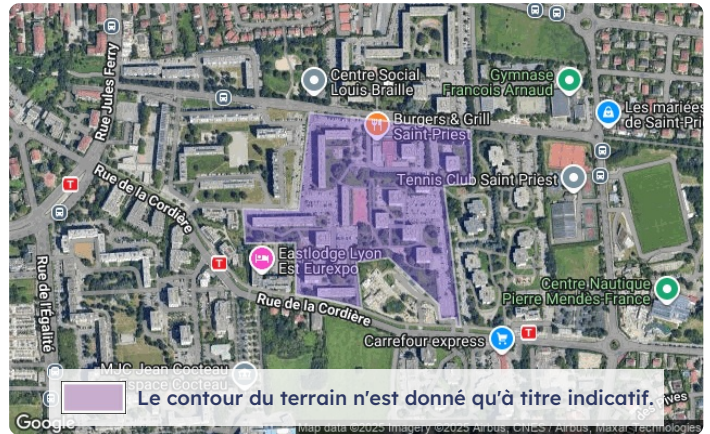 Rue Jules Ferry
Centre Social
Louis Braille
Gymnase
Francois Arnaud
Burgers & Grill
Saint-Priest
Les mariées
de Saint-Pri
T
Rue de la Cordière
Tennis Club Saint Priest
Eastlodge Lyon
Est Eurexpo
T
Rue de l'Égalité
Rue de la Cordière
Centre Nautique
Pierre Mendès-France
Carrefour express
T
MJC Jean Cocteau
space Cocteau
Le contour du terrain n'est donné qu'à titre indicatif.
Google
Map data ©2025 Imagery ©2025 Airbus, CNES / Airbus, Maxar Technologies